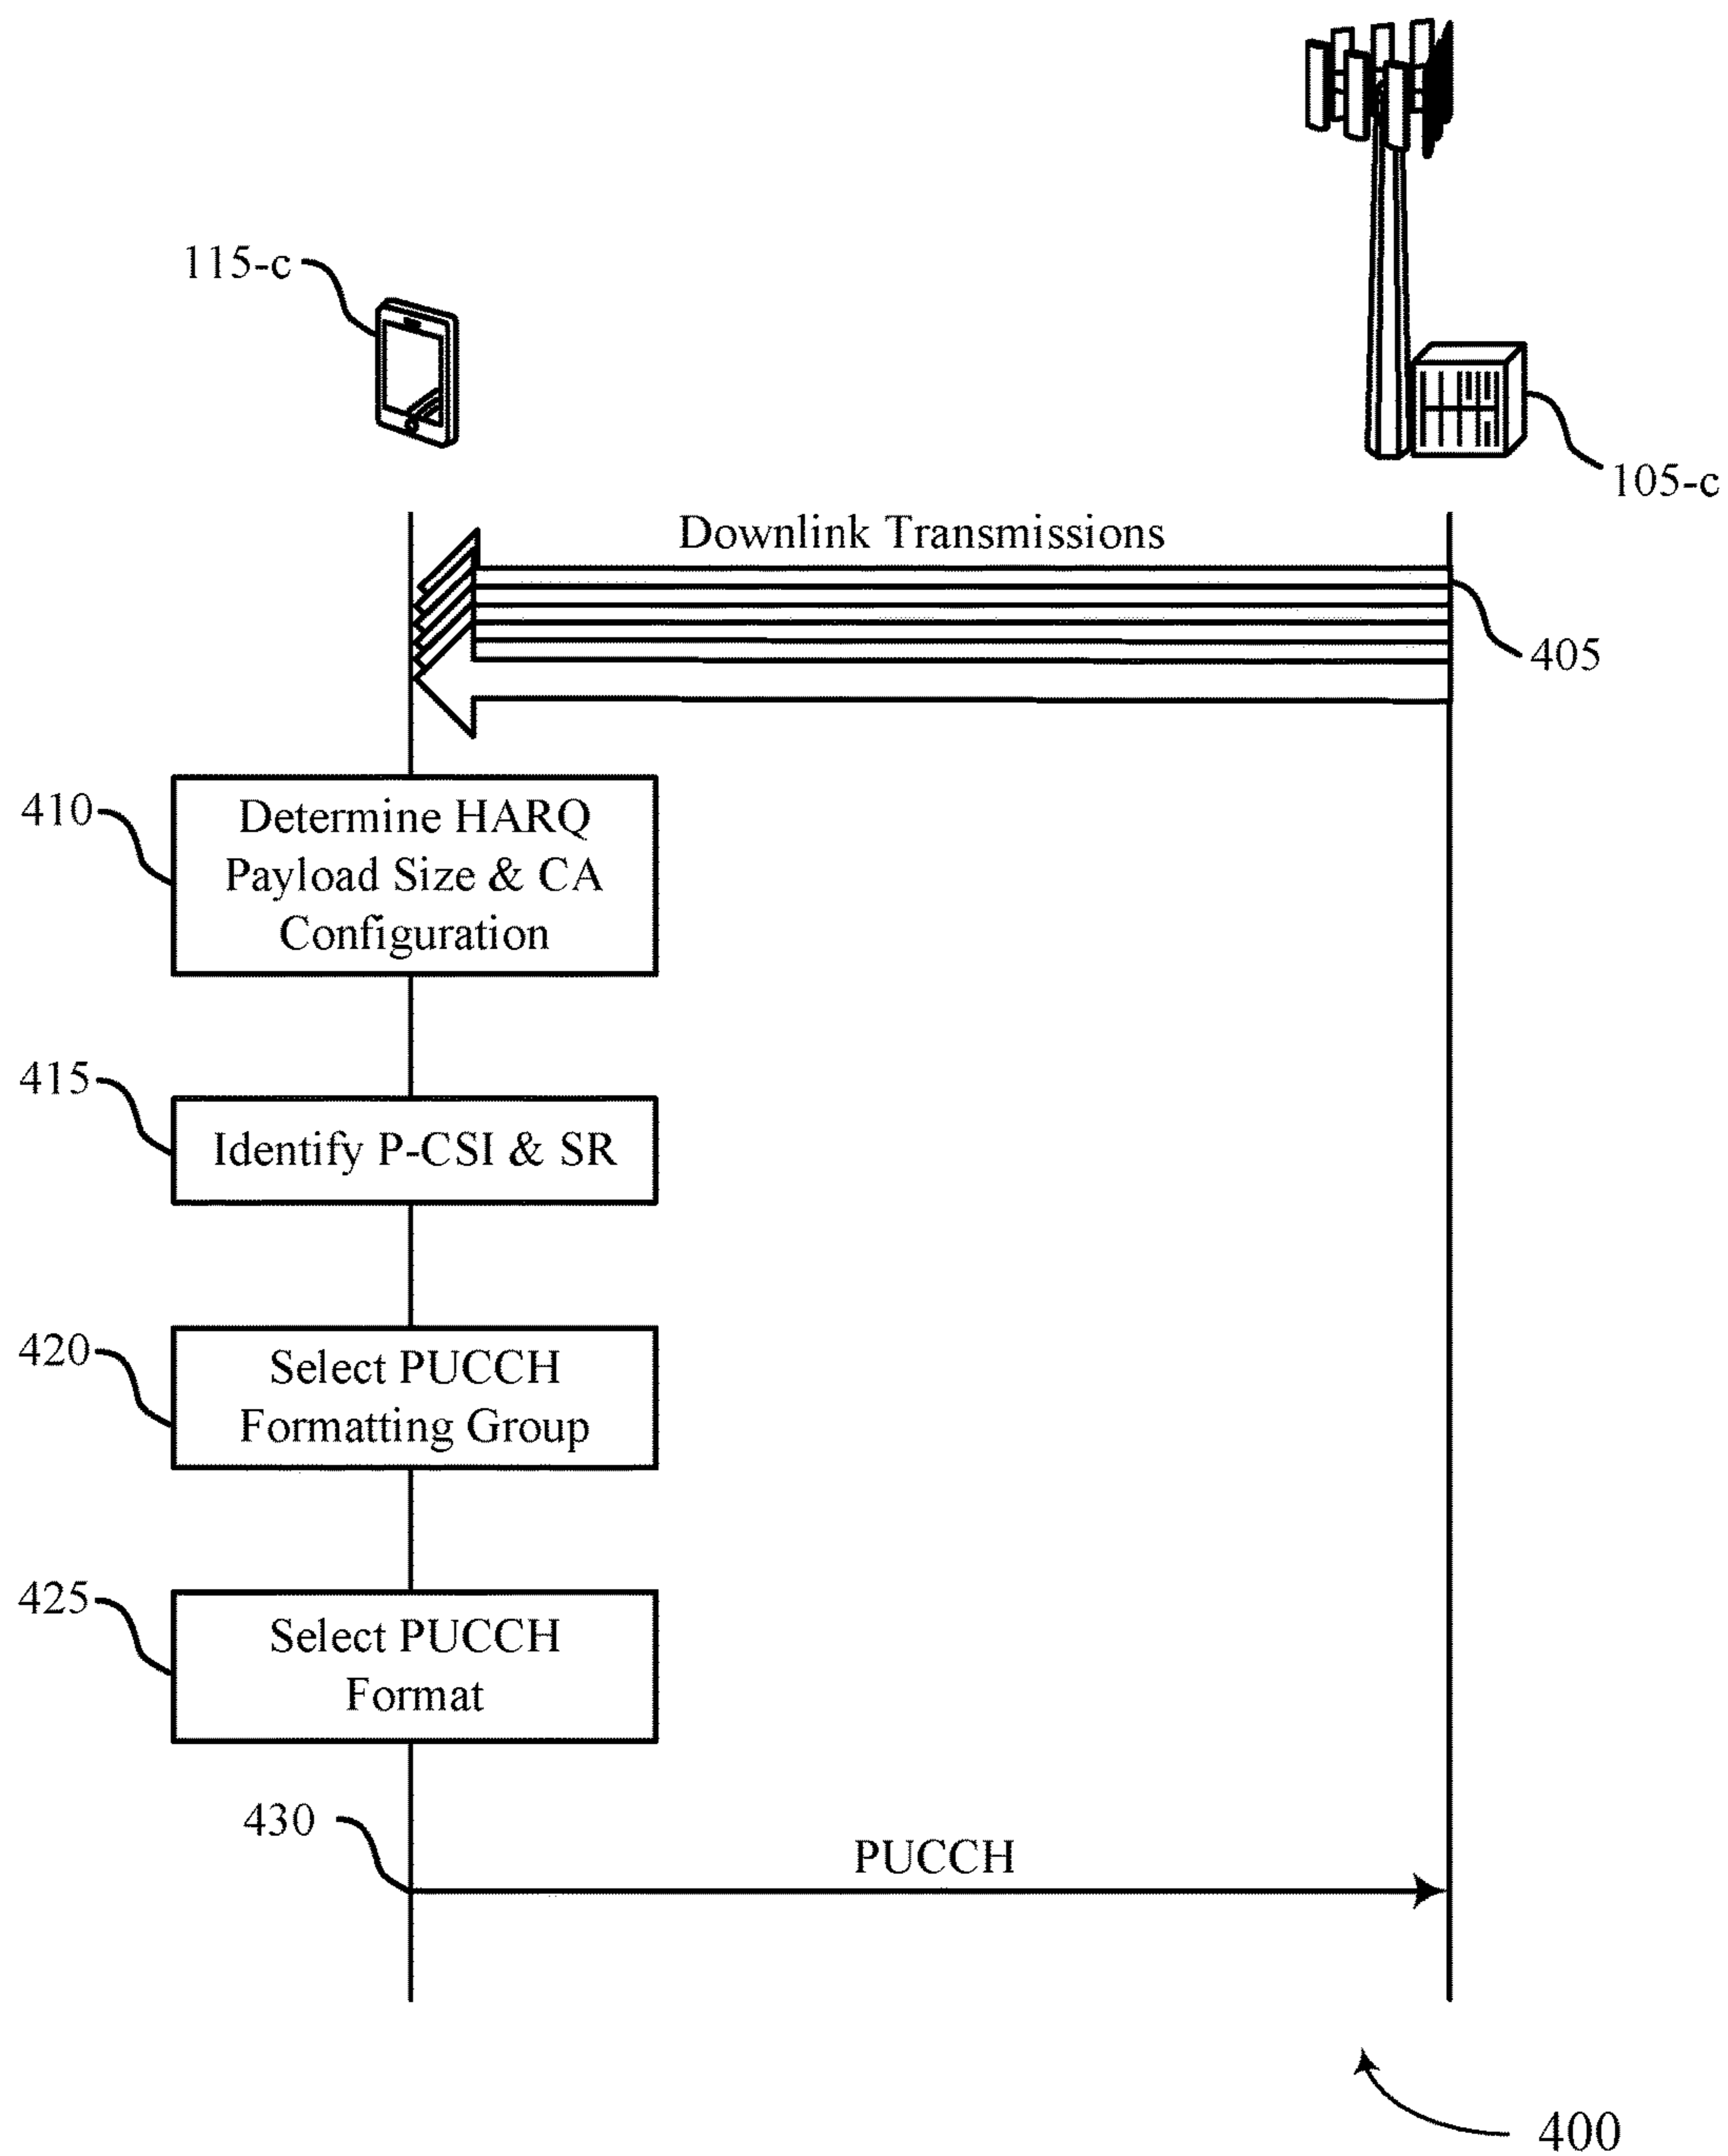 115-c
105-c
Downlink Transmissions
405
410
Determine HARQ
Payload Size & CA
Configuration
415
Identify P-CSI & SR
420
Select PUCCH
Formatting Group
425
Select PUCCH
Format
430
PUCCH
400